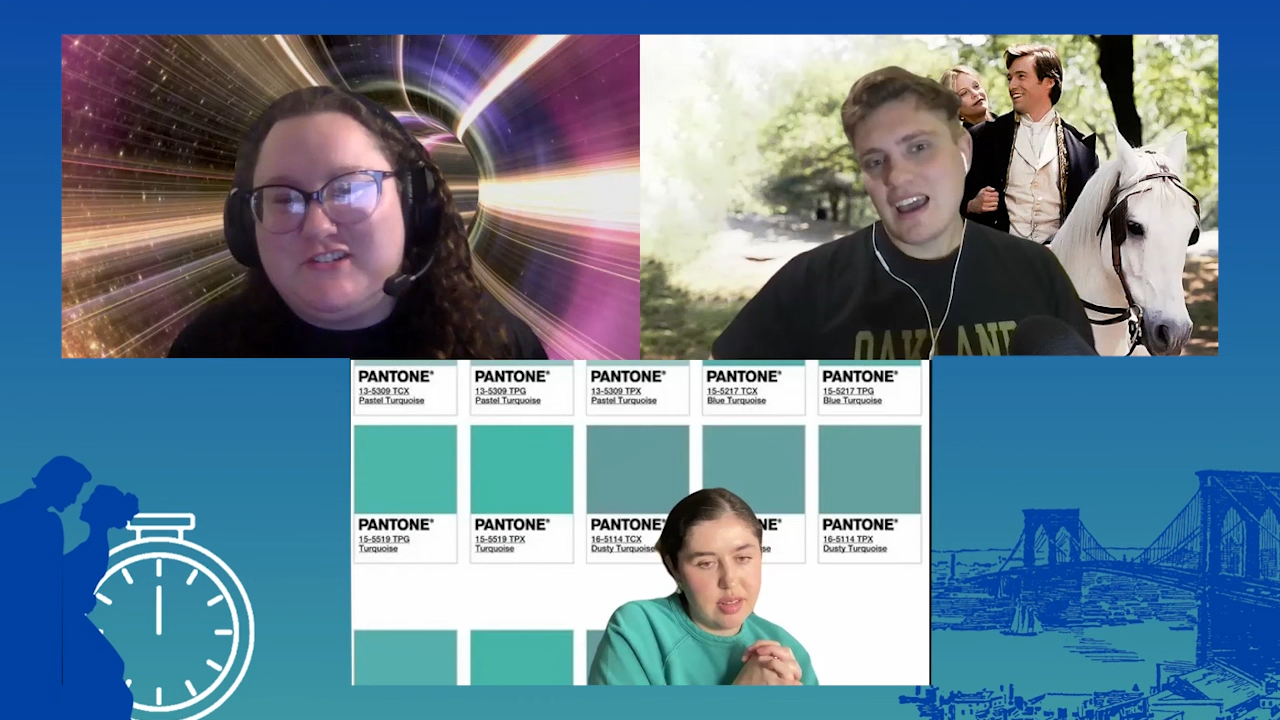 OAKLAND
PANTONE®
13-5309 TCX
Pastel Turquoise
PANTONE®
13-5309 TPG
Pastel Turquoise
PANTONE®
13-5309 TPX
Pastel Turquoise
PANTONE®
15-5217 TCX
Blue Turquoise
PANTONE®
15-5217 TPG
Blue Turquoise
PANTONE®
15-5519 TPG
Turquoise
PANTONE®
15-5519 TPX
Turquoise
PANTONE
16-5114 TCX
Dusty Turquoise
NE®
PANTONE®
16-5114 TPX
Dusty Turquoise